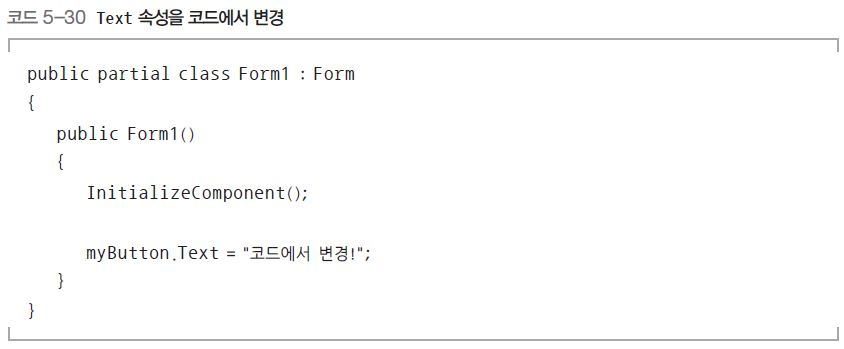 코드 5-30 Text 속성을 코드에서 변경
public partial class Form1 : Form
{
public Form1()
{
InitializeComponent();
myButton.Text = "코드에서 변경!";
}
}